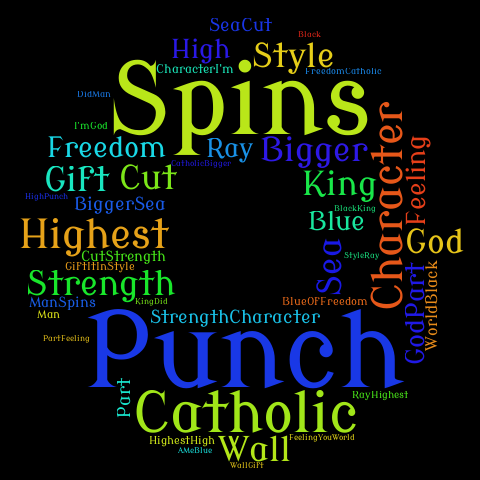 SeaCut
Black
High
Style
CharacterI'm
FreedomCatholic
Spins
DidMan
I'mGod
Freedom
Ray
Bigger
Character
Feeling
CatholicBigger
GiFt
Cut
King
HighPunch
BiggerSea
BlackKing
Blue
Highest
God
Sea
StyleRay
CutStrength
GiFtItInStyle
Strength
GodPart
WorldBlack
ManSpins
KingDid
BlueOFFreedom
Man
StrengthCharacter
Punch
PartFeeling
Part
Catholic
RayHighest
HighestHigh
Wall
FeelingYouWorld
AMeBlue
WallGiFt